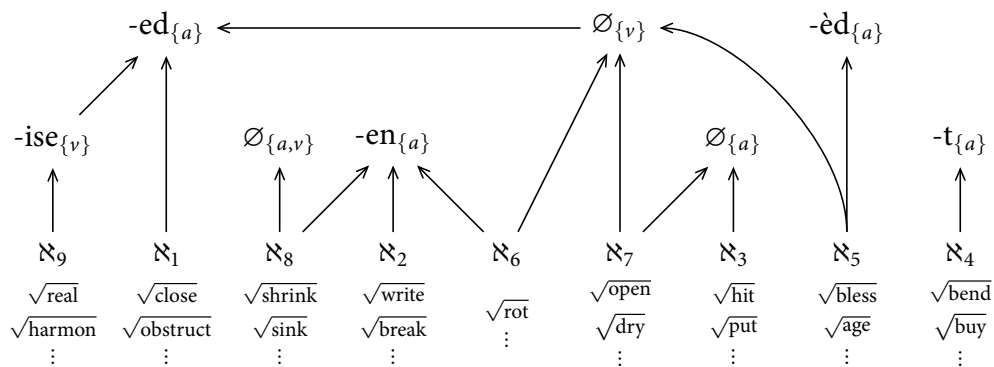 -ed{a} ∅{v} -èd{a}
-ise{v} ∅{a,v} -en{a} ∅{a} -t{a}
ℵ9 ℵ1 ℵ8 ℵ2 ℵ6 ℵ7 ℵ3 ℵ5 ℵ4
√real √close √shrink √write √rot √open √hit √bless √bend
√harmon √obstruct √sink √break ⋮ √dry √put √age √buy
⋮ ⋮ ⋮ ⋮ ⋮ ⋮ ⋮ ⋮